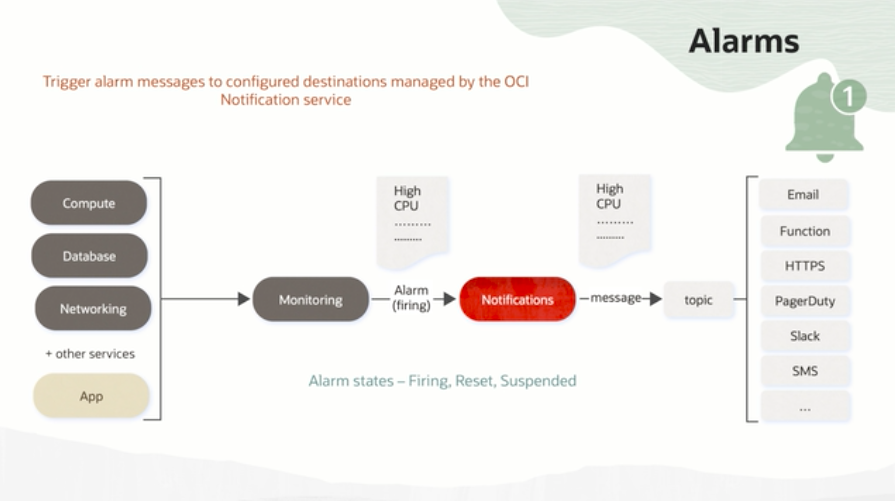 Alarms
1
Trigger alarm messages to configured destinations managed by the OCI
Notification service
Compute
Database
Networking
+ other services
App
Monitoring
High
CPU
.........
.........
Alarm
(firing)
Notifications
High
CPU
.........
.........
message
topic
Email
Function
HTTPS
PagerDuty
Slack
SMS
...
Alarm states – Firing, Reset, Suspended